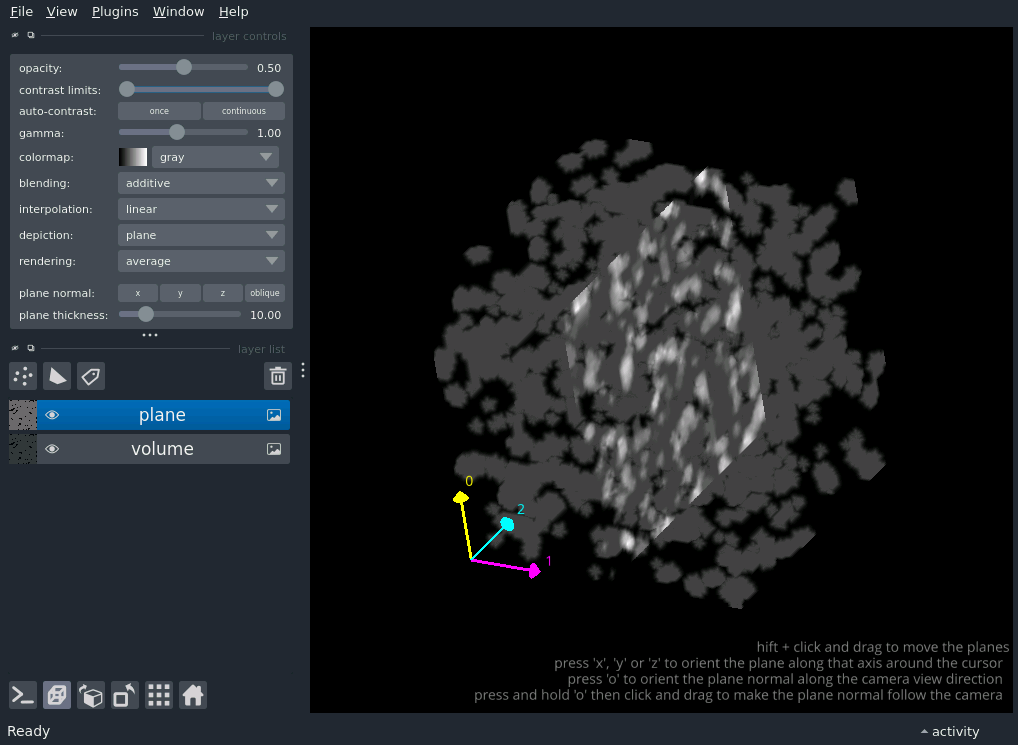 File View Plugins Window Help
layer controls
opacity: 0.50
contrast limits:
auto-contrast: once continuous
gamma: 1.00
colormap: gray
blending: additive
interpolation: linear
depiction: plane
rendering: average
plane normal: x y z oblique
plane thickness: 10.00
layer list
plane
volume
0
2
1
hift + click and drag to move the planes
press 'x', 'y' or 'z' to orient the plane along that axis around the cursor
press 'o' to orient the plane normal along the camera view direction
press and hold 'o' then click and drag to make the plane normal follow the camera
Ready activity